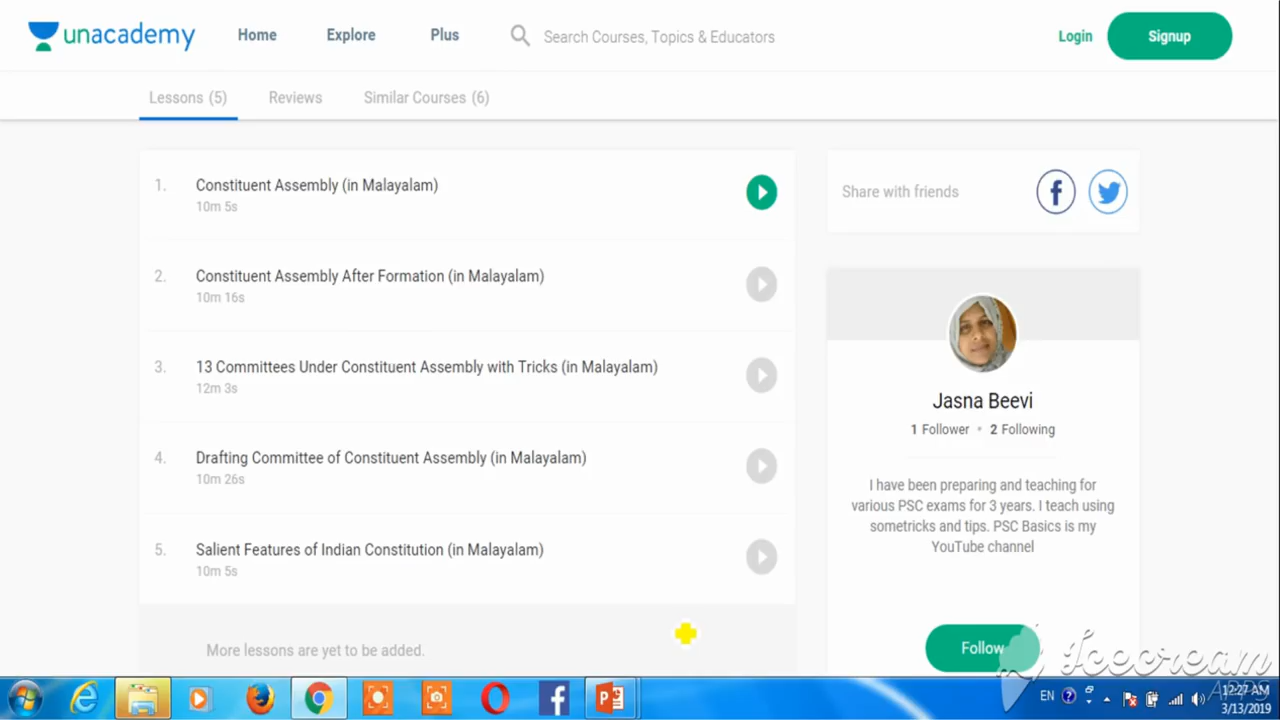 unacademy Home Explore Plus Search Courses, Topics & Educators Login Signup
Lessons (5) Reviews Similar Courses (6)
1. Constituent Assembly (in Malayalam)
10m 5s
2. Constituent Assembly After Formation (in Malayalam)
10m 16s
3. 13 Committees Under Constituent Assembly with Tricks (in Malayalam)
12m 3s
4. Drafting Committee of Constituent Assembly (in Malayalam)
10m 26s
5. Salient Features of Indian Constitution (in Malayalam)
10m 5s
More lessons are yet to be added.
Share with friends
Jasna Beevi
1 Follower • 2 Following
I have been preparing and teaching for
various PSC exams for 3 years. I teach using
sometricks and tips. PSC Basics is my
YouTube channel
Follow
Icecream
APPS
EN 12:27 AM
3/13/2019